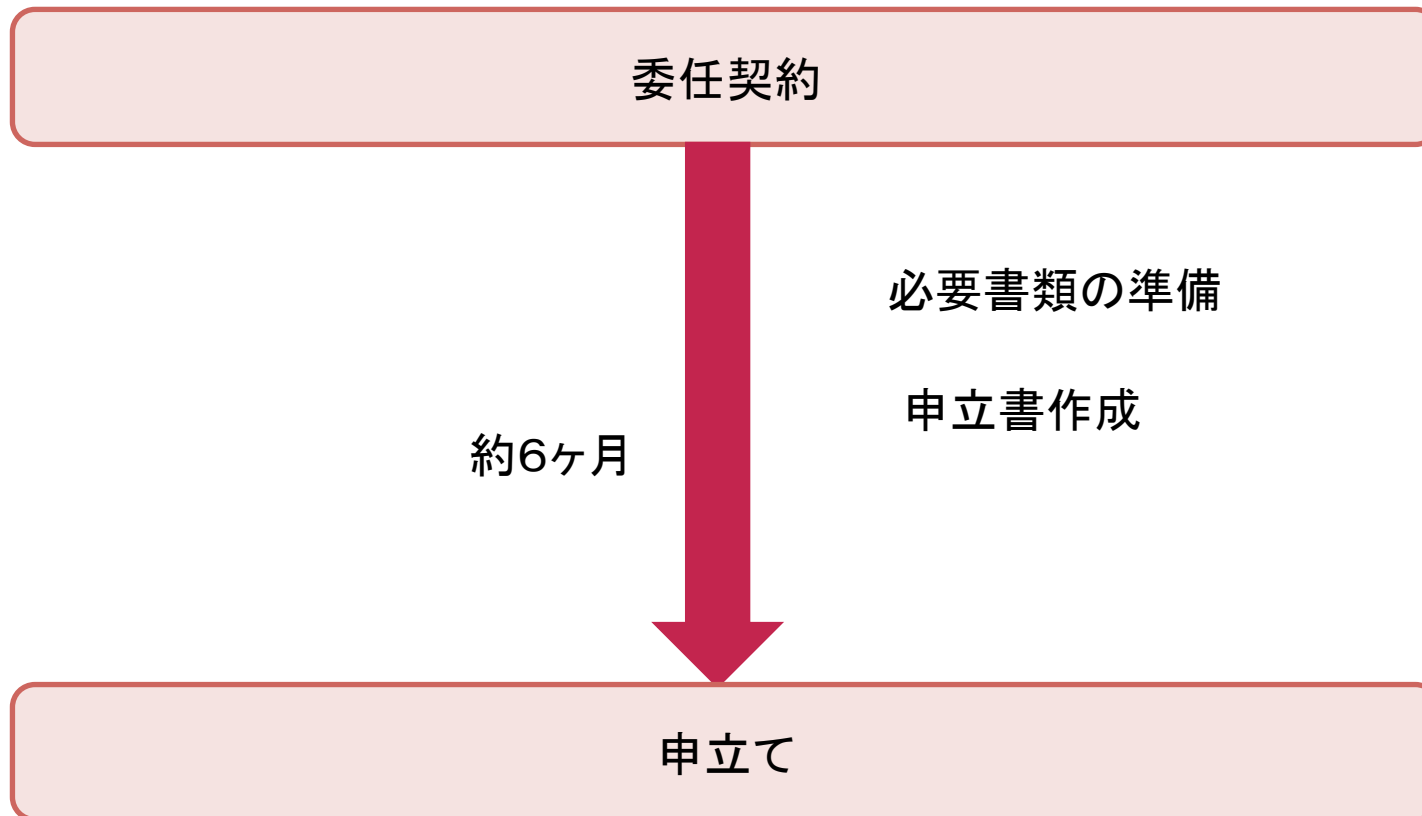 委任契約
必要書類の準備
申立書作成
約6ヶ月
申立て